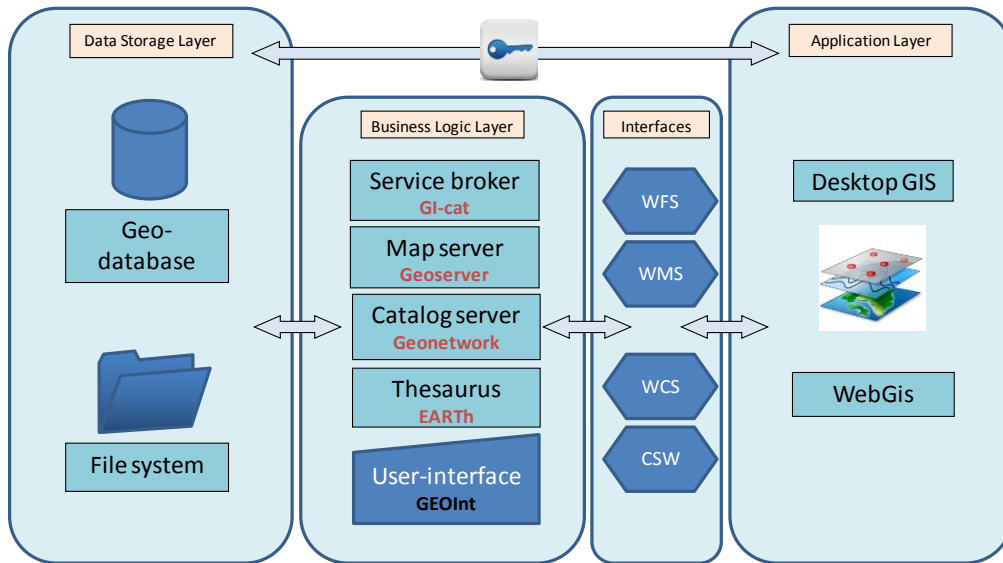 Data Storage Layer
Geo-
database
File system
Business Logic Layer
Service broker
GI-cat
Map server
Geoserver
Catalog server
Geonetwork
Thesaurus
EARTh
User-interface
GEOInt
Interfaces
WFS
WMS
WCS
CSW
Application Layer
Desktop GIS
WebGis